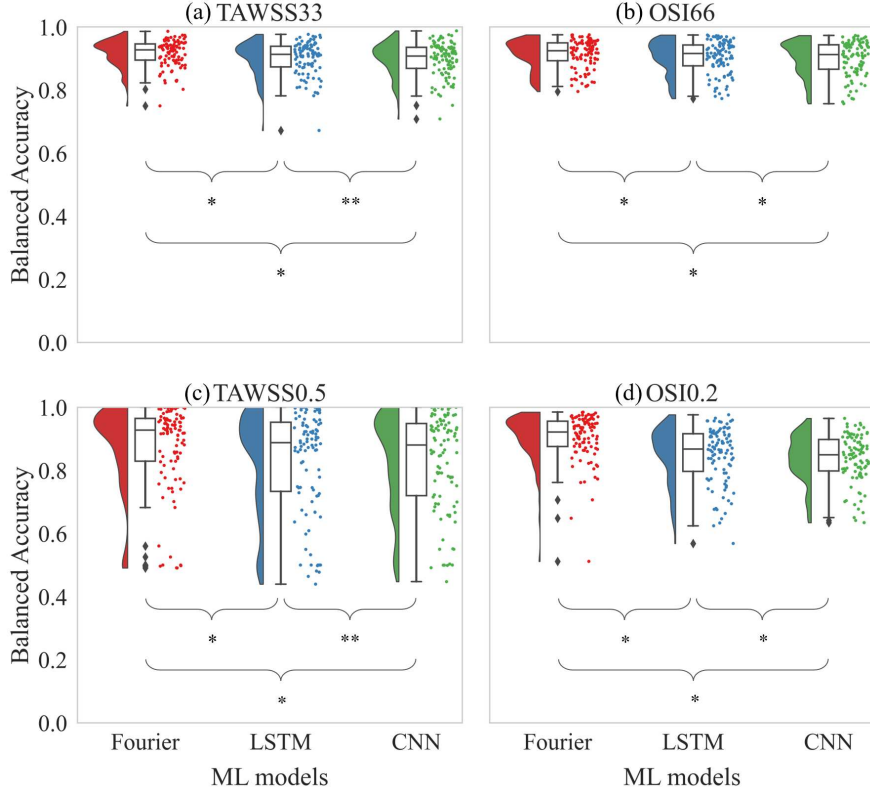 (a) TAWSS33
(b) OSI66
Balanced Accuracy
1.0
0.8
0.6
0.4
0.2
0.0
*
**
*
*
*
*
(c) TAWSS0.5
(d) OSI0.2
Balanced Accuracy
1.0
0.8
0.6
0.4
0.2
0.0
*
**
*
*
*
*
Fourier LSTM CNN
Fourier LSTM CNN
ML models
ML models